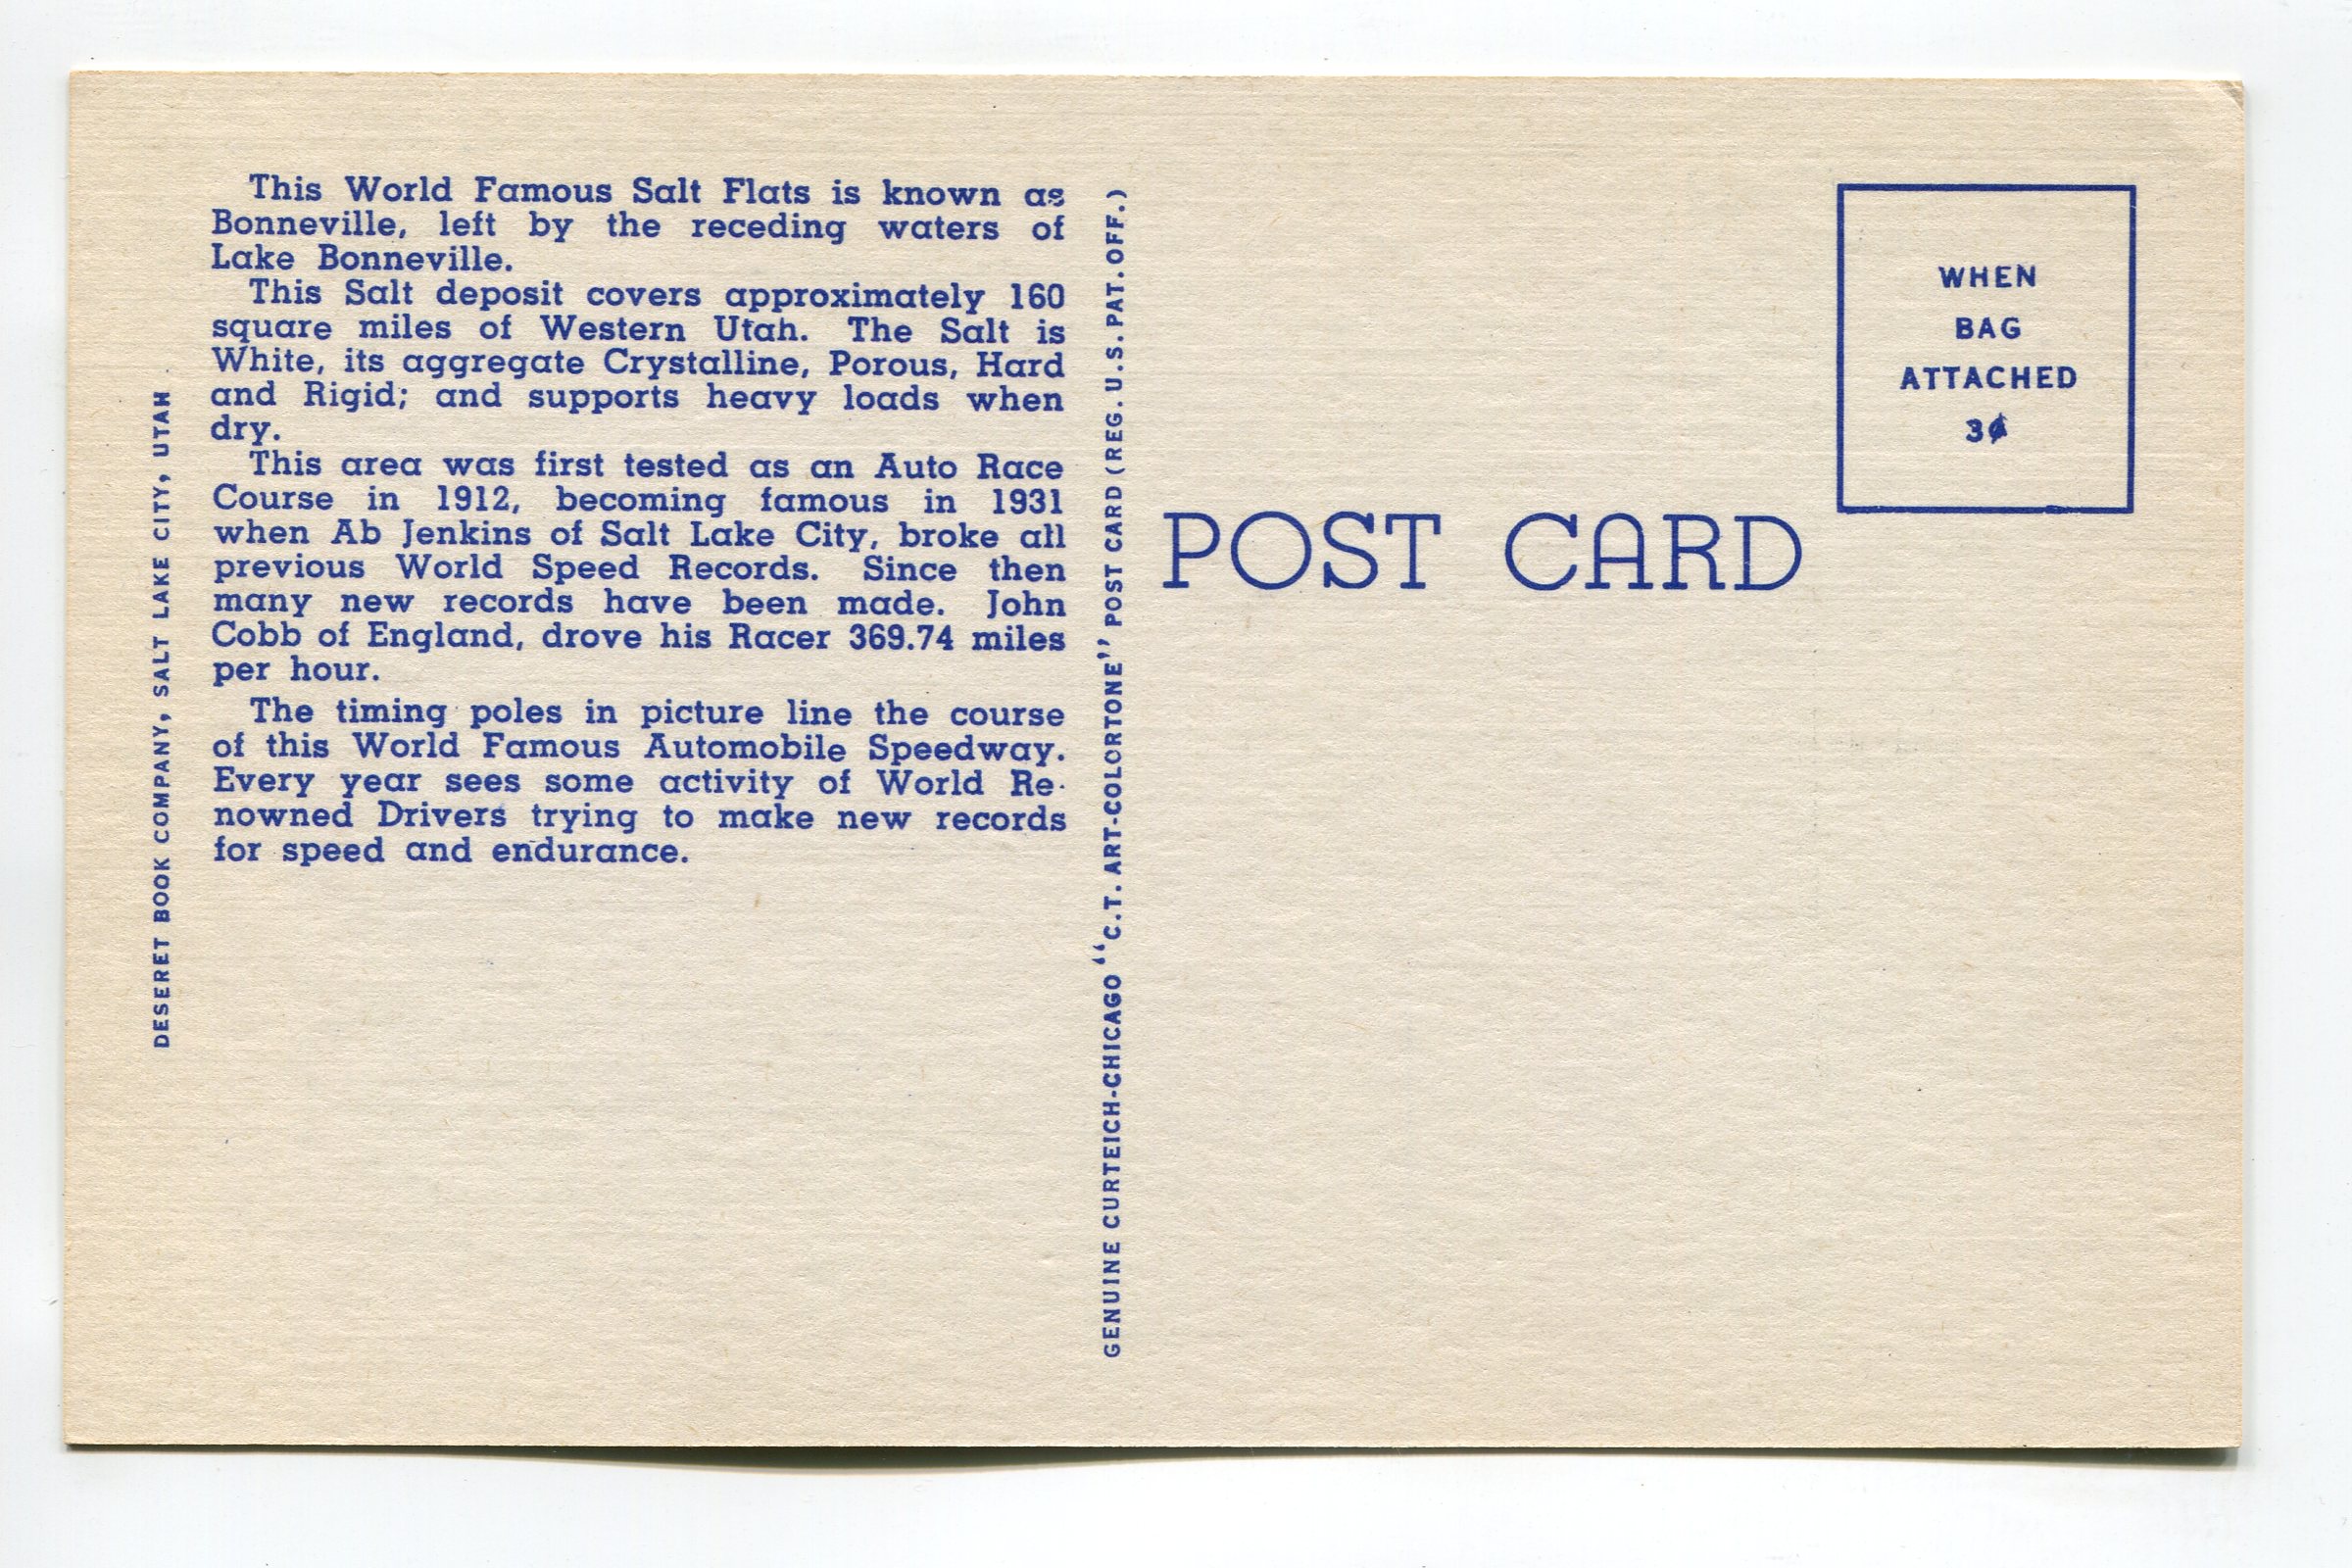 This World Famous Salt Flats is known as
Bonneville, left by the receding waters of
Lake Bonneville.
This Salt deposit covers approximately 160
square miles of Western Utah. The Salt is
White, its aggregate Crystalline, Porous, Hard
and Rigid; and supports heavy loads when
dry.
This area was first tested as an Auto Race
Course in 1912, becoming famous in 1931
when Ab Jenkins of Salt Lake City, broke all
previous World Speed Records. Since then
many new records have been made. John
Cobb of England, drove his Racer 369.74 miles
per hour.
The timing poles in picture line the course
of this World Famous Automobile Speedway.
Every year sees some activity of World Re-
nowned Drivers trying to make new records
for speed and endurance.
DESERET BOOK COMPANY, SALT LAKE CITY, UTAH
GENUINE CURTEICH-CHICAGO "C.T. ART-COLORTONE" POST CARD (REG. U.S. PAT. OFF.)
POST CARD
WHEN
BAG
ATTACHED
3¢